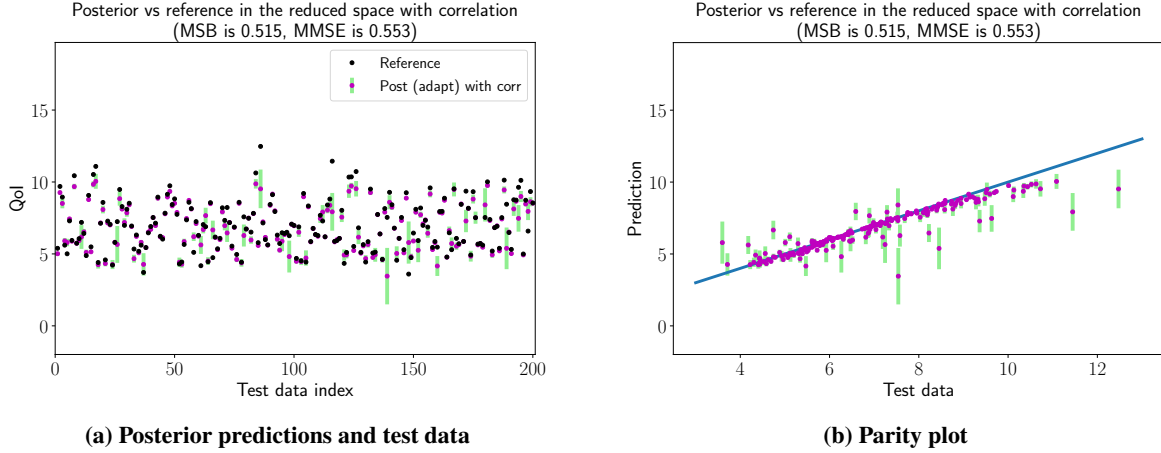 Posterior vs reference in the reduced space with correlation
(MSB is 0.515, MMSE is 0.553)
Reference
Post (adapt) with corr
QoI
15
10
5
0
0 50 100 150 200
Test data index
(a) Posterior predictions and test data
Posterior vs reference in the reduced space with correlation
(MSB is 0.515, MMSE is 0.553)
Prediction
15
10
5
0
4 6 8 10 12
Test data
(b) Parity plot